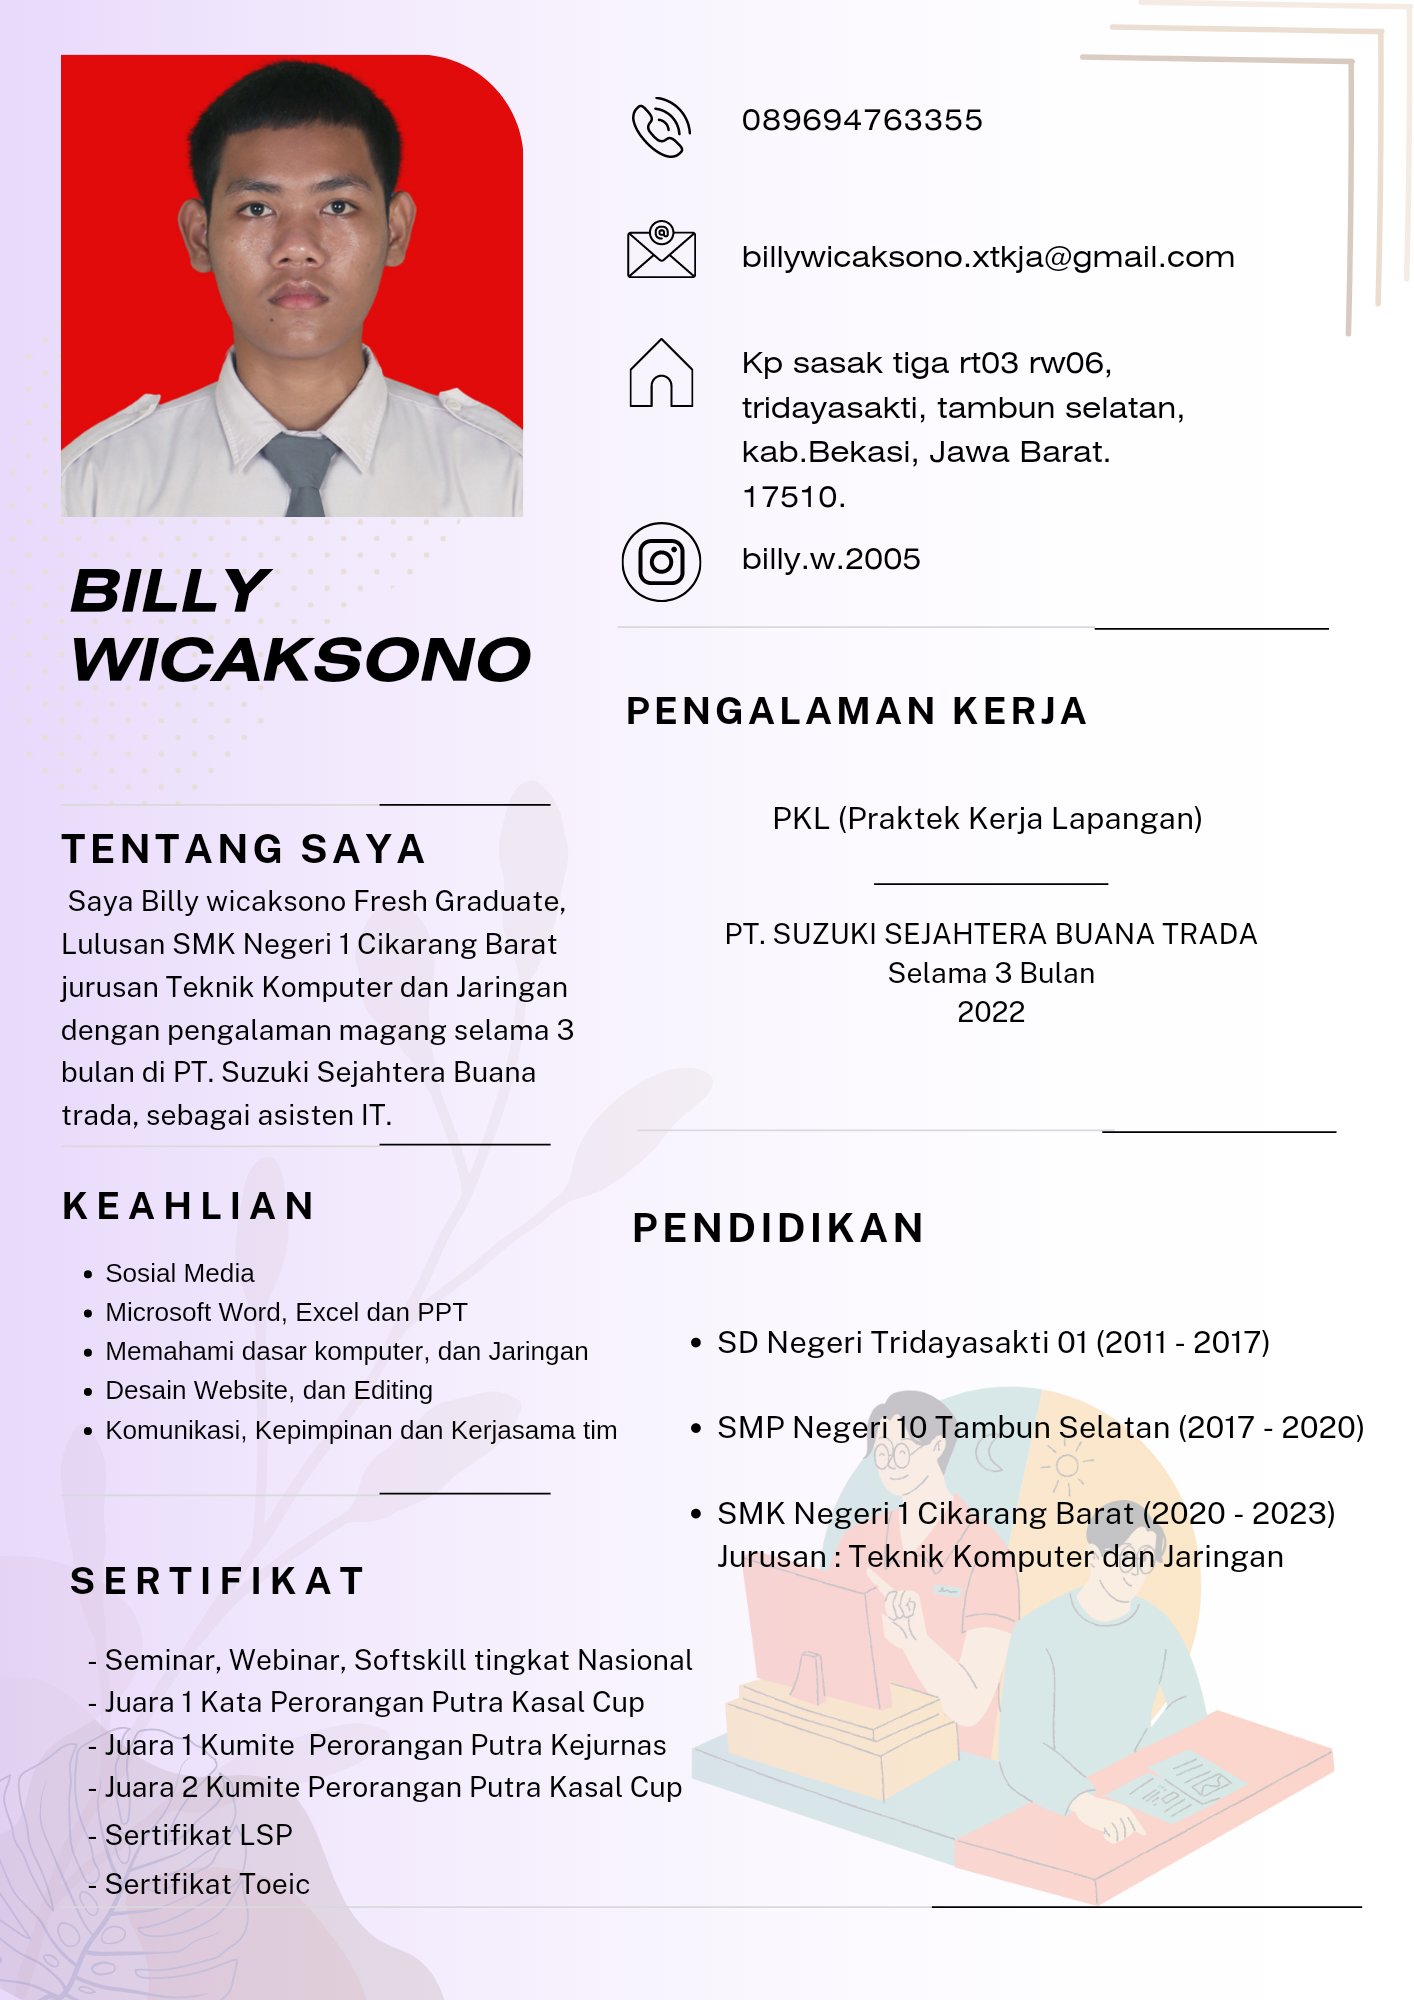 BILLY
WICAKSONO
TENTANG SAYA
Saya Billy wicaksono Fresh Graduate,
Lulusan SMK Negeri 1 Cikarang Barat
jurusan Teknik Komputer dan Jaringan
dengan pengalaman magang selama 3
bulan di PT. Suzuki Sejahtera Buana
trada, sebagai asisten IT.
KEAHLIAN
• Sosial Media
• Microsoft Word, Excel dan PPT
• Memahami dasar komputer, dan Jaringan
• Desain Website, dan Editing
• Komunikasi, Kepimpinan dan Kerjasama tim
SERTIFIKAT
- Seminar, Webinar, Softskill tingkat Nasional
- Juara 1 Kata Perorangan Putra Kasal Cup
- Juara 1 Kumite  Perorangan Putra Kejurnas
- Juara 2 Kumite Perorangan Putra Kasal Cup
- Sertifikat LSP
- Sertifikat Toeic
089694763355
billywicaksono.xtkja@gmail.com
Kp sasak tiga rt03 rw06,
tridayasakti, tambun selatan,
kab.Bekasi, Jawa Barat.
17510.
billy.w.2005
PENGALAMAN KERJA
PKL (Praktek Kerja Lapangan)
PT. SUZUKI SEJAHTERA BUANA TRADA
Selama 3 Bulan
2022
PENDIDIKAN
• SD Negeri Tridayasakti 01 (2011 - 2017)
• SMP Negeri 10 Tambun Selatan (2017 - 2020)
• SMK Negeri 1 Cikarang Barat (2020 - 2023)
Jurusan : Teknik Komputer dan Jaringan